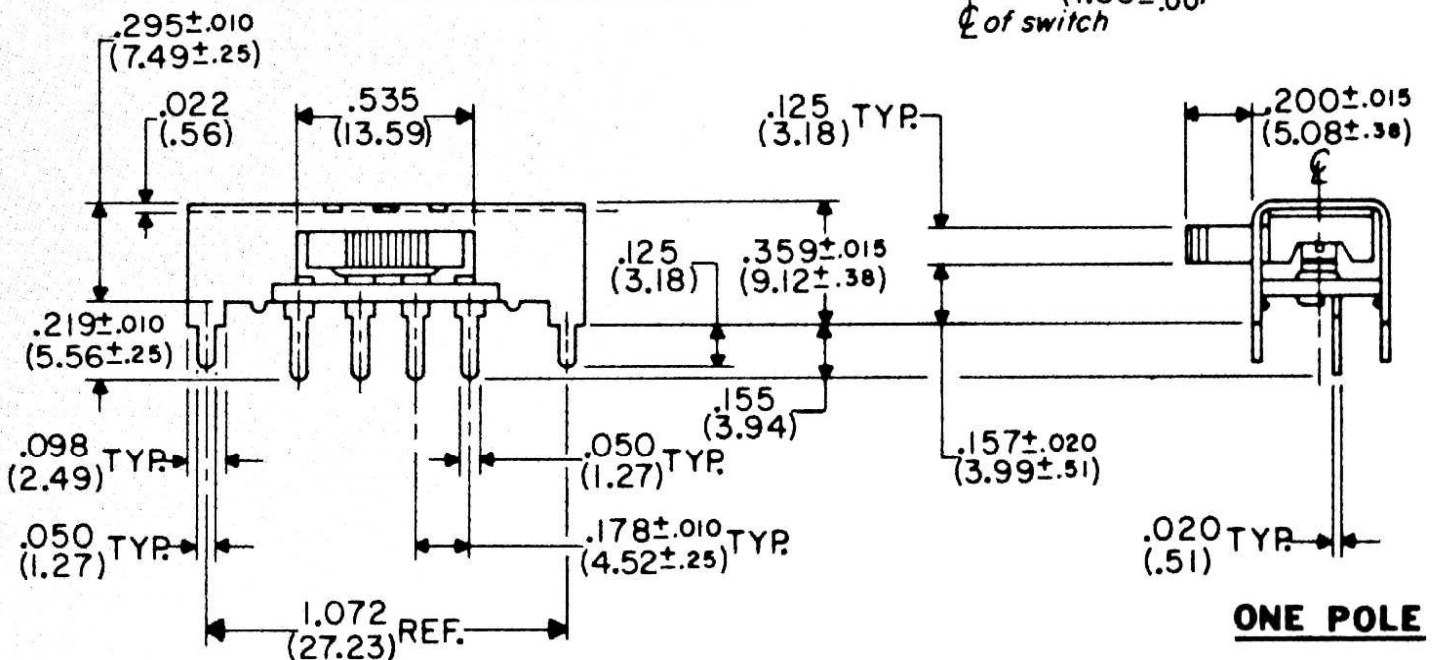 ℄ of switch
.295±.010
(7.49±.25)
.022
(.56)
.535
(13.59)
.125
(3.18) TYP.
.200±.015
(5.08±.38)
℄
.125
(3.18)
.359±.015
(9.12±.38)
.219±.010
(5.56±.25)
.155
(3.94)
.098
(2.49) TYP.
.050
(1.27) TYP.
.157±.020
(3.99±.51)
.050
(1.27) TYP.
.178±.010
(4.52±.25) TYP.
.020
(.51) TYP.
1.072
(27.23) REF.
ONE POLE